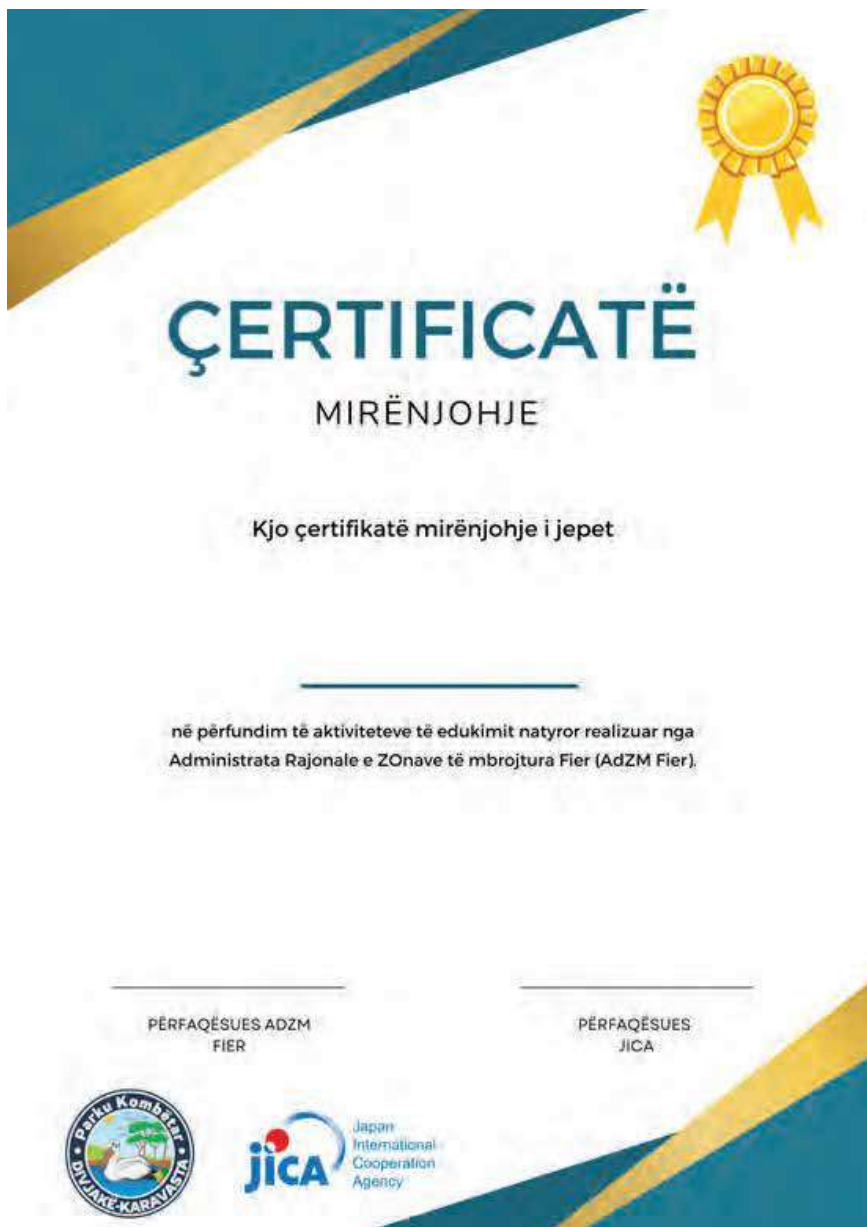 ÇERTIFICATË
MIRËNJOHJE
Kjo çertifikatë mirënjohje i jepet
në përfundim të aktiviteteve të edukimit natyror realizuar nga
Administrata Rajonale e ZOnave të mbrojtura Fier (AdZM Fier).
PËRFAQËSUES ADZM
FIER
PËRFAQËSUES
JICA
Parku Kombëtar
DIVJAKË-KARAVASTA
jICA
Japan
International
Cooperation
Agency